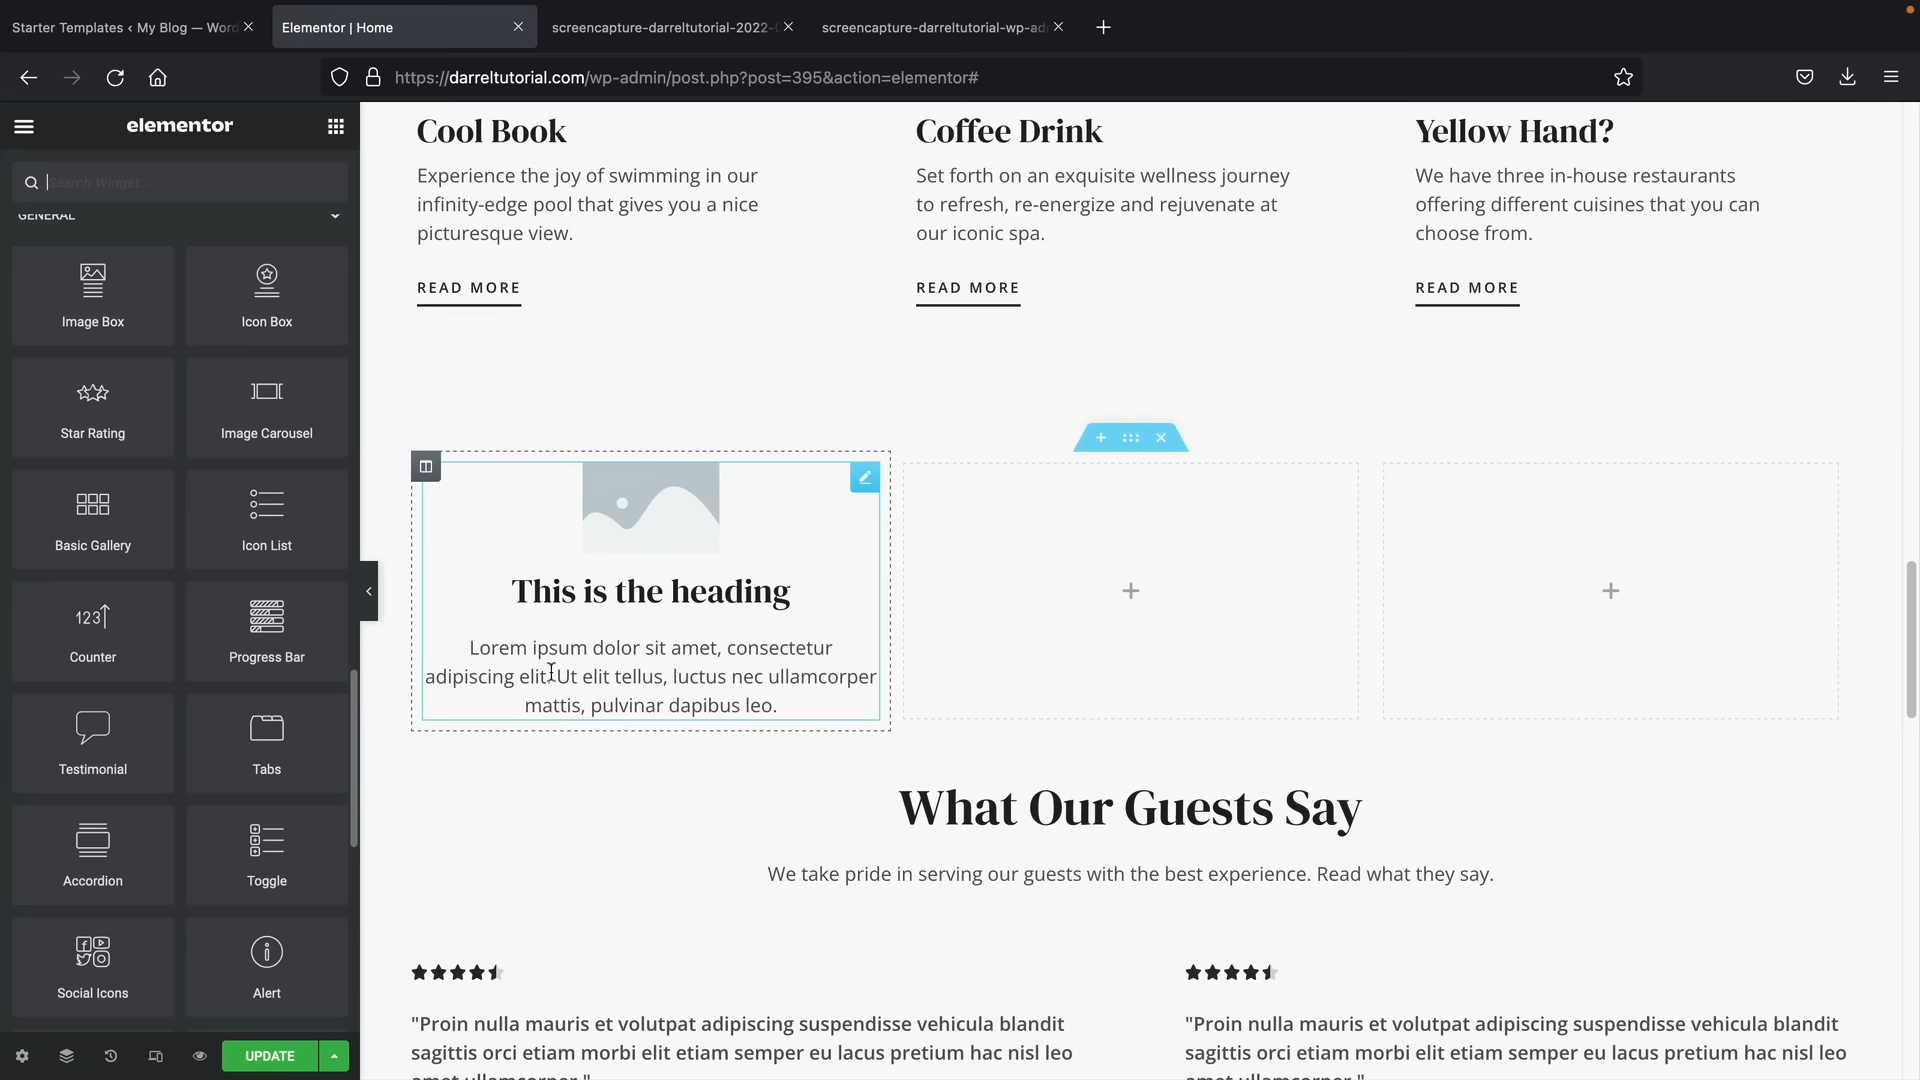 Starter Templates ‹ My Blog — Word
Elementor | Home
screencapture-darreltutorial-2022-0
screencapture-darreltutorial-wp-ad
https://darreltutorial.com/wp-admin/post.php?post=395&action=elementor#
elementor
Search Widget...
GENERAL
Image Box
Icon Box
Star Rating
Image Carousel
Basic Gallery
Icon List
123
Counter
Progress Bar
Testimonial
Tabs
Accordion
Toggle
Social Icons
Alert
UPDATE
Cool Book
Experience the joy of swimming in our
infinity-edge pool that gives you a nice
picturesque view.
READ MORE
Coffee Drink
Set forth on an exquisite wellness journey
to refresh, re-energize and rejuvenate at
our iconic spa.
READ MORE
Yellow Hand?
We have three in-house restaurants
offering different cuisines that you can
choose from.
READ MORE
This is the heading
Lorem ipsum dolor sit amet, consectetur
adipiscing elit. Ut elit tellus, luctus nec ullamcorper
mattis, pulvinar dapibus leo.
What Our Guests Say
We take pride in serving our guests with the best experience. Read what they say.
"Proin nulla mauris et volutpat adipiscing suspendisse vehicula blandit
sagittis orci etiam morbi elit etiam semper eu lacus pretium hac nisl leo
amet ullamcorper."
"Proin nulla mauris et volutpat adipiscing suspendisse vehicula blandit
sagittis orci etiam morbi elit etiam semper eu lacus pretium hac nisl leo
amet ullamcorper."